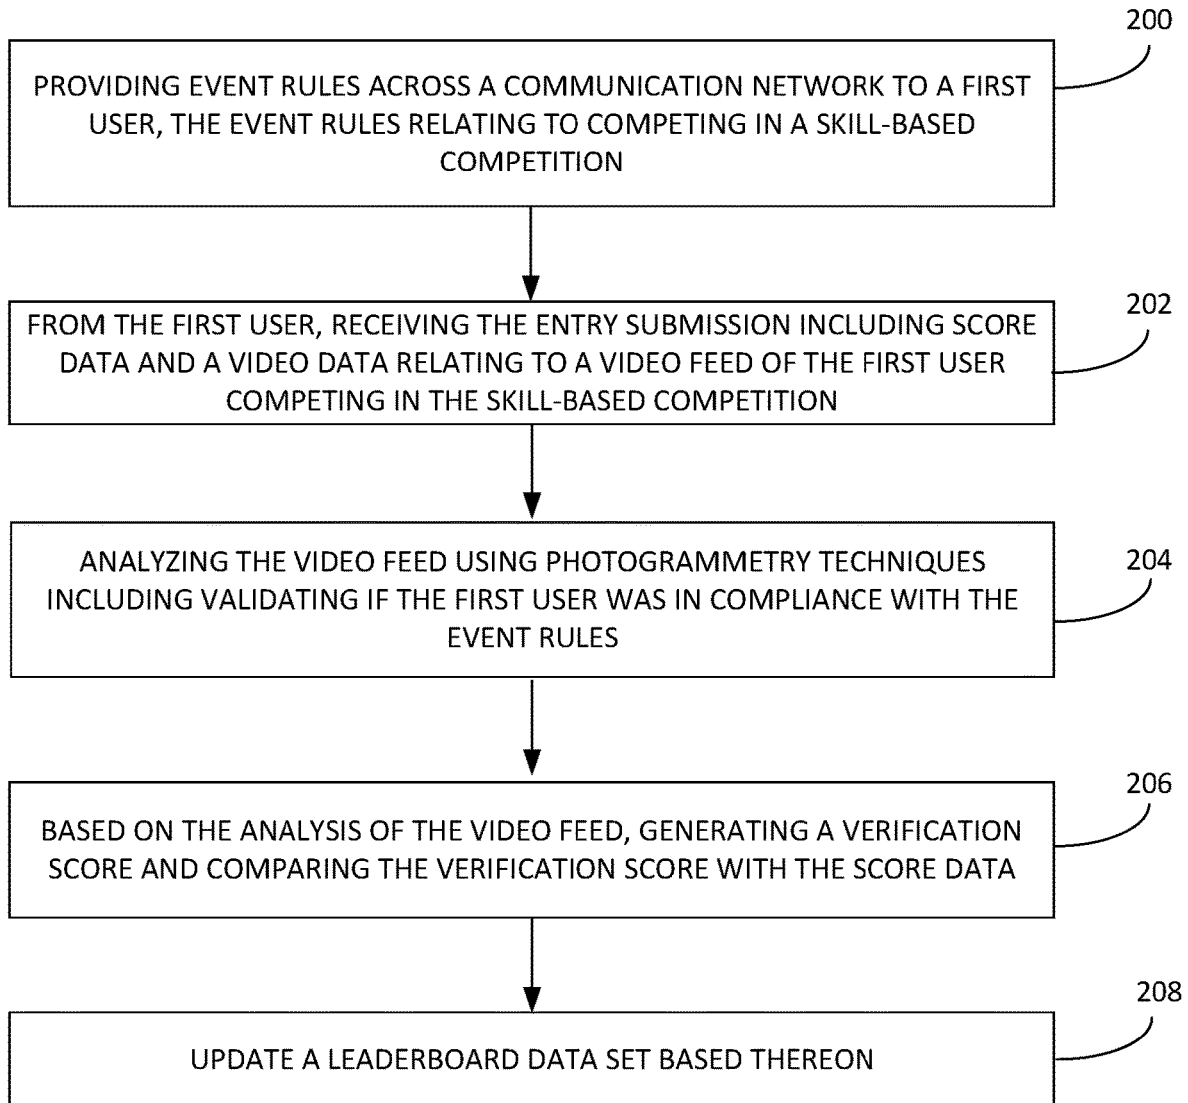 200
PROVIDING EVENT RULES ACROSS A COMMUNICATION NETWORK TO A FIRST
USER, THE EVENT RULES RELATING TO COMPETING IN A SKILL-BASED
COMPETITION
202
FROM THE FIRST USER, RECEIVING THE ENTRY SUBMISSION INCLUDING SCORE
DATA AND A VIDEO DATA RELATING TO A VIDEO FEED OF THE FIRST USER
COMPETING IN THE SKILL-BASED COMPETITION
204
ANALYZING THE VIDEO FEED USING PHOTOGRAMMETRY TECHNIQUES
INCLUDING VALIDATING IF THE FIRST USER WAS IN COMPLIANCE WITH THE
EVENT RULES
206
BASED ON THE ANALYSIS OF THE VIDEO FEED, GENERATING A VERIFICATION
SCORE AND COMPARING THE VERIFICATION SCORE WITH THE SCORE DATA
208
UPDATE A LEADERBOARD DATA SET BASED THEREON